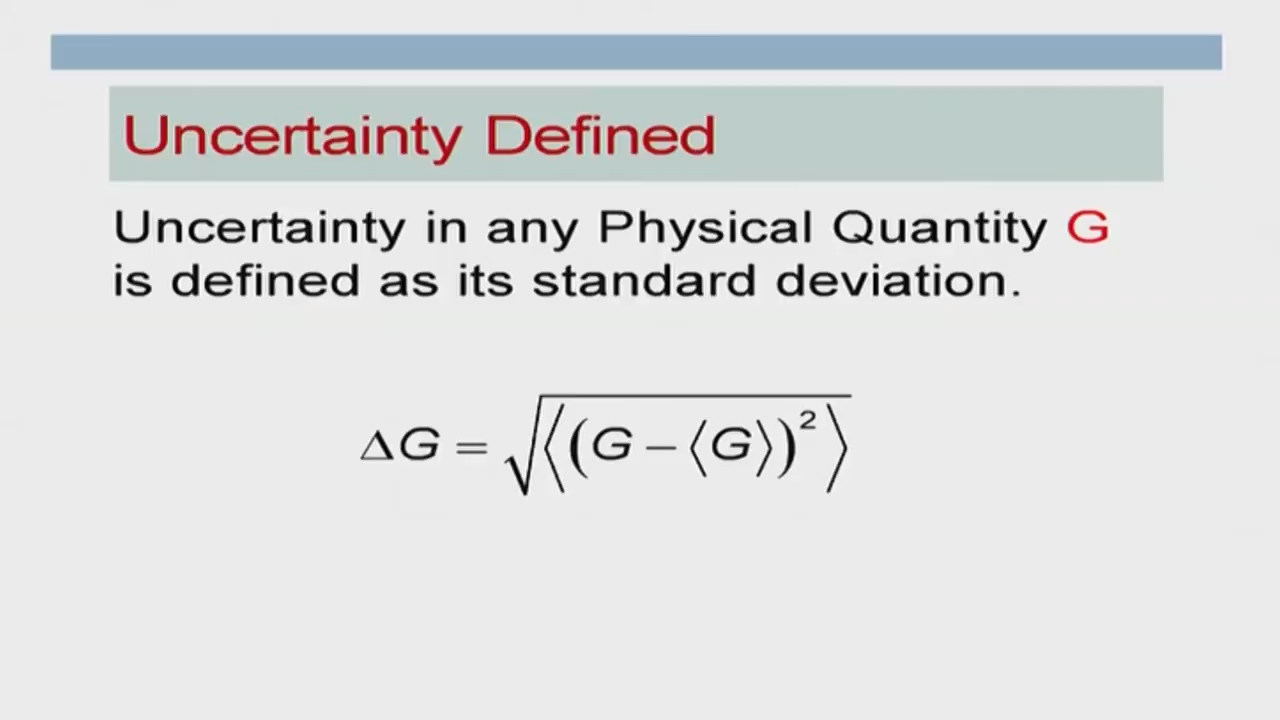 Uncertainty Defined
Uncertainty in any Physical Quantity G
is defined as its standard deviation.
ΔG = √⟨(G − ⟨G⟩)²⟩